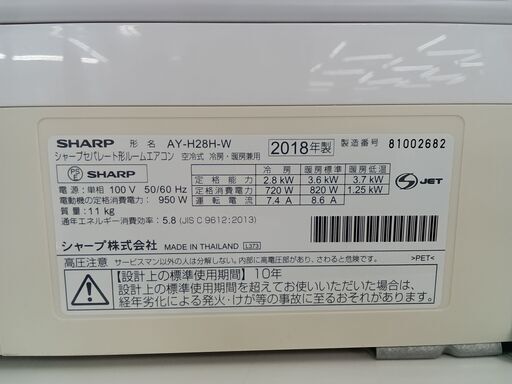 SHARP 形名 AY-H28H-W 2018年製 製造番号 81002682
シャープセパレート形ルームエアコン 空冷式 冷房・暖房兼用
PS E SHARP
電源：単相 100 V 50/60 Hz
電動機の定格消費電力： 950 W
質量：11 kg
通年エネルギー消費効率：5.8 (JIS C 9612:2013)
冷房 暖房標準 暖房低温
定格能力 2.8 kW 3.6 kW 3.7 kW
定格消費電力 720 W 820 W 1.25 kW
運転電流 7.4 A 8.6 A
S JET
シャープ株式会社 MADE IN THAILAND L373
高圧注意 サービスマン以外の人は分解しない。内部に高電圧部があり、さわると危険です。 >PET<
【設計上の標準使用期間】10年
設計上の標準使用期間を超えてお使いいただいた場合は、
経年劣化による発火・けが等の事故に至るおそれがあります。